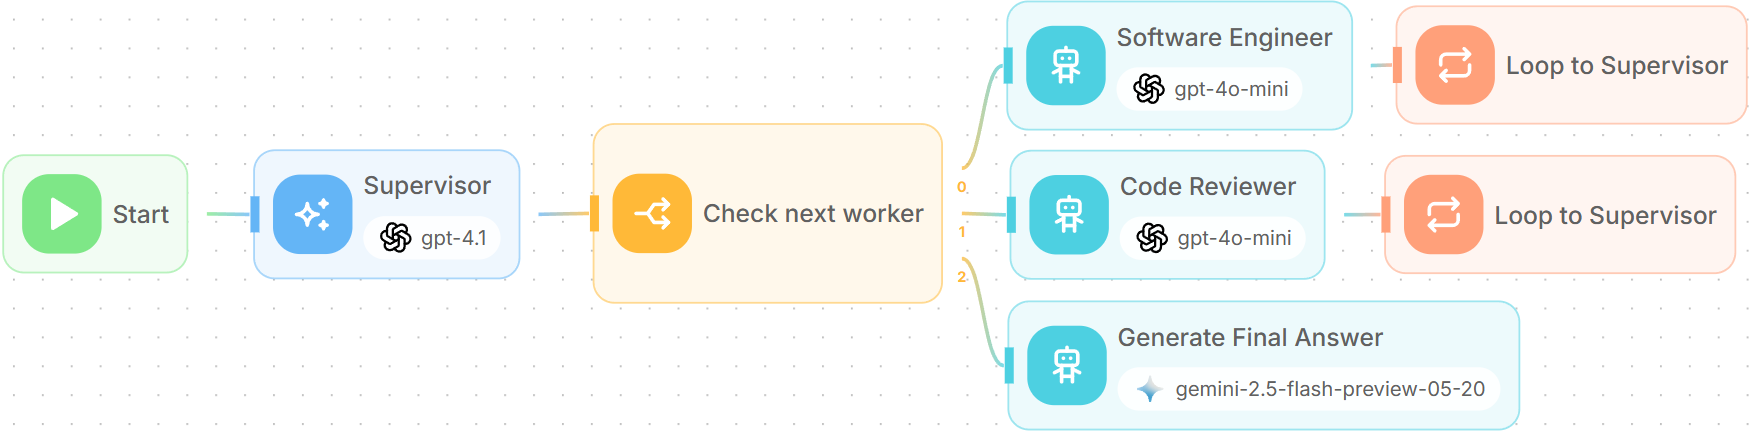 Start
Supervisor
gpt-4.1
Check next worker
0
1
2
Software Engineer
gpt-4o-mini
Loop to Supervisor
Code Reviewer
gpt-4o-mini
Loop to Supervisor
Generate Final Answer
gemini-2.5-flash-preview-05-20